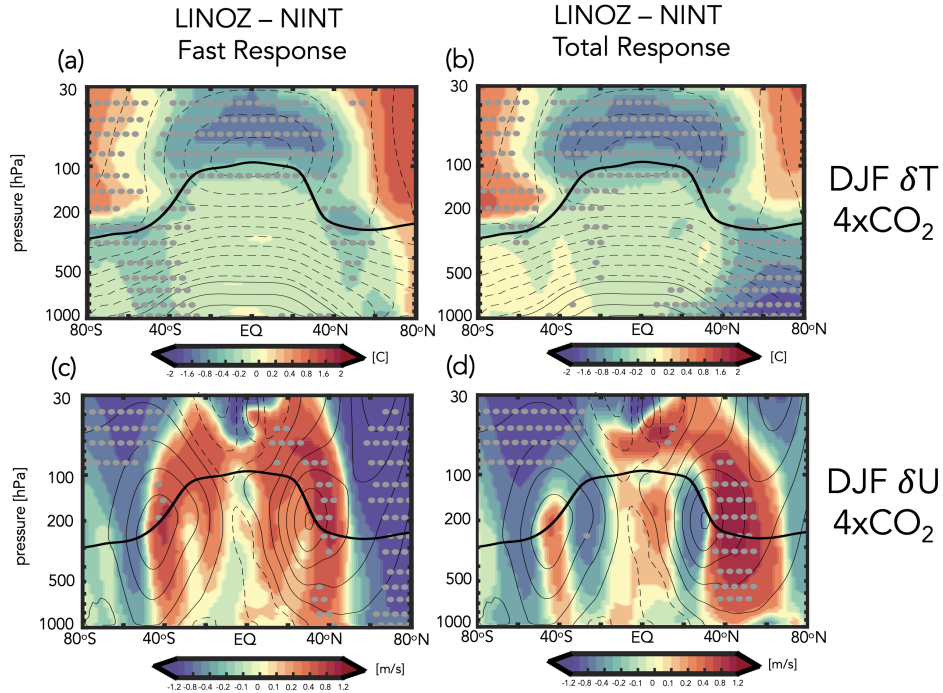 LINOZ – NINT
Fast Response
LINOZ – NINT
Total Response
(a)
(b)
30
100
200
500
1000
pressure [hPa]
80°S
40°S
EQ
40°N
80°N
30
100
200
500
1000
80°S
40°S
EQ
40°N
80°N
DJF δT
4xCO₂
-2 -1.6 -0.8 -0.4 -0.2 0 0.2 0.4 0.8 1.6 2
[C]
-2 -1.6 -0.8 -0.4 -0.2 0 0.2 0.4 0.8 1.6 2
[C]
(c)
(d)
30
100
200
500
1000
pressure [hPa]
80°S
40°S
EQ
40°N
80°N
30
100
200
500
1000
80°S
40°S
EQ
40°N
80°N
DJF δU
4xCO₂
-1.2 -0.8 -0.4 -0.2 -0.1 0 0.1 0.2 0.4 0.8 1.2
[m/s]
-1.2 -0.8 -0.4 -0.2 -0.1 0 0.1 0.2 0.4 0.8 1.2
[m/s]